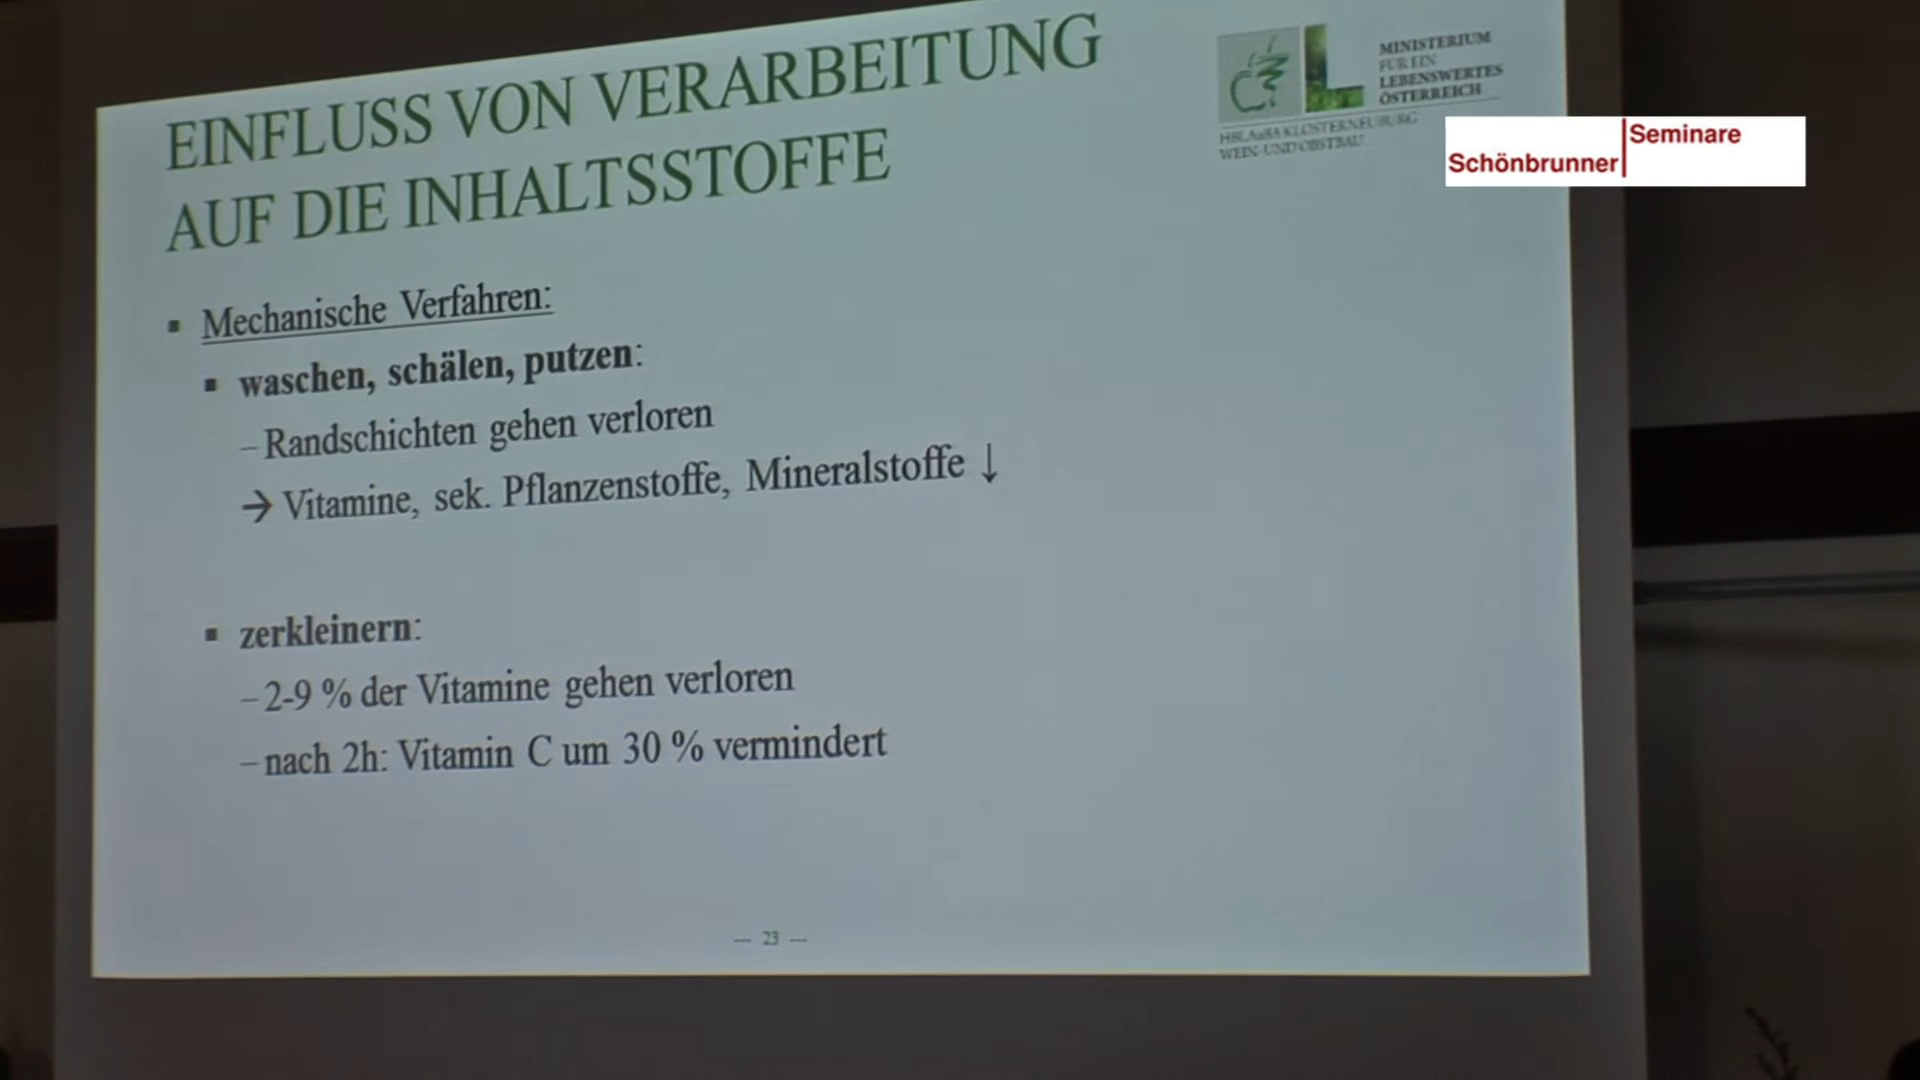 EINFLUSS VON VERARBEITUNG
AUF DIE INHALTSSTOFFE
MINISTERIUM
FÜR EIN
LEBENSWERTES
ÖSTERREICH
HBLAuBA KLOSTERNEUBURG
WEIN- UND OBSTBAU
Seminare
Schönbrunner
▪ Mechanische Verfahren:
▪ waschen, schälen, putzen:
– Randschichten gehen verloren
→ Vitamine, sek. Pflanzenstoffe, Mineralstoffe ↓
▪ zerkleinern:
– 2-9 % der Vitamine gehen verloren
– nach 2h: Vitamin C um 30 % vermindert
— 23 —